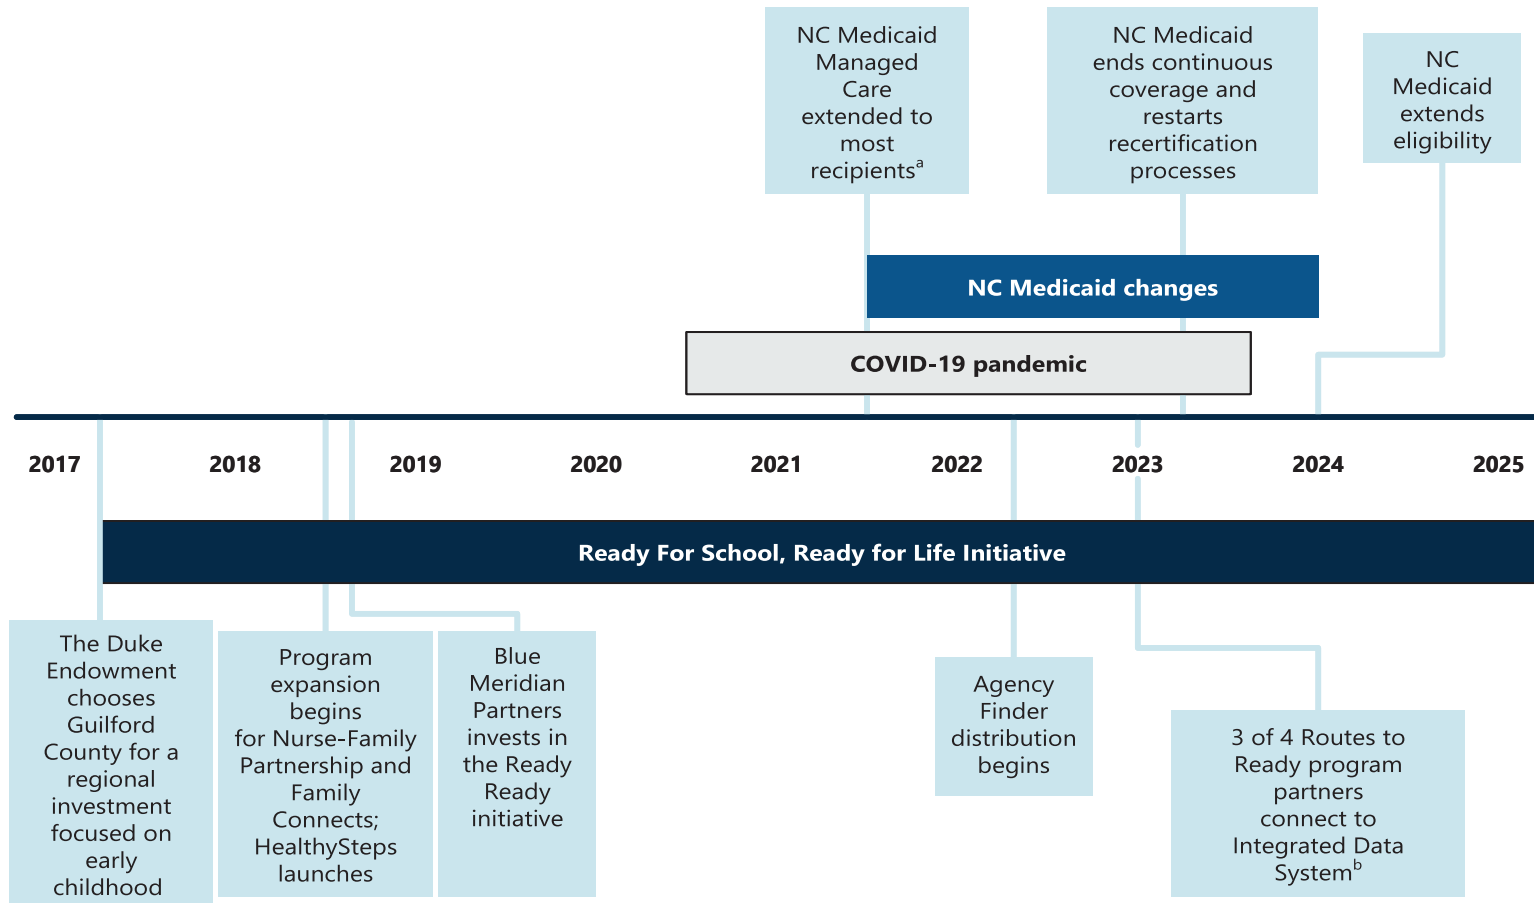 NC Medicaid
Managed
Care
extended to
most
recipientsᵃ
NC Medicaid
ends continuous
coverage and
restarts
recertification
processes
NC
Medicaid
extends
eligibility
NC Medicaid changes
COVID-19 pandemic
2017
2018
2019
2020
2021
2022
2023
2024
2025
Ready For School, Ready for Life Initiative
The Duke
Endowment
chooses
Guilford
County for a
regional
investment
focused on
early
childhood
Program
expansion
begins
for Nurse-Family
Partnership and
Family
Connects;
HealthySteps
launches
Blue
Meridian
Partners
invests in
the Ready
Ready
initiative
Agency
Finder
distribution
begins
3 of 4 Routes to
Ready program
partners
connect to
Integrated Data
Systemᵇ